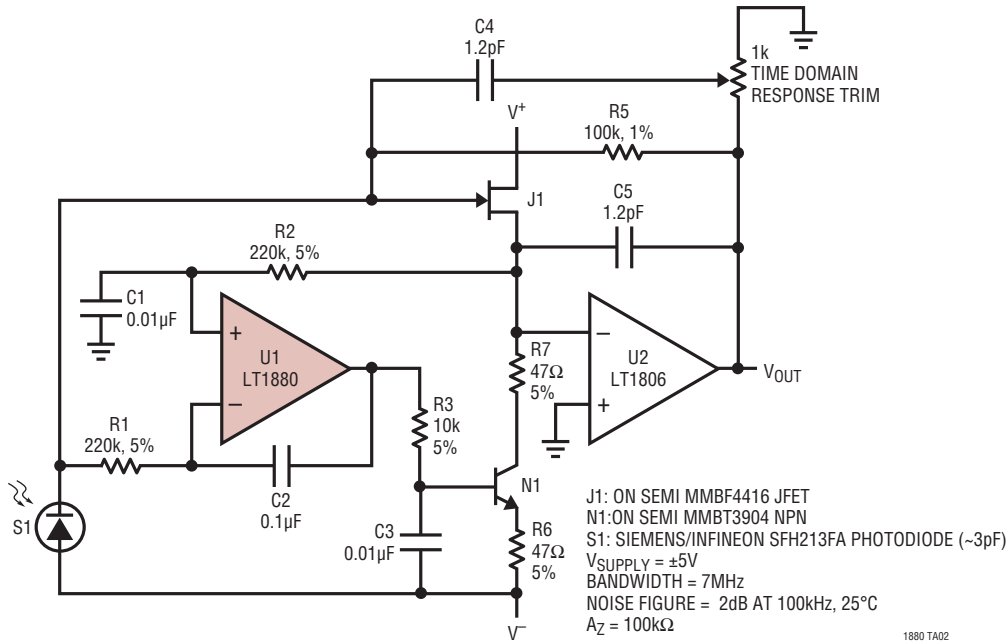 C4
1.2pF
1k
TIME DOMAIN
RESPONSE TRIM
V+
R5
100k, 1%
J1
C5
1.2pF
R2
220k, 5%
C1
0.01µF
+
U1
LT1880
–
R1
220k, 5%
C2
0.1µF
R3
10k
5%
R7
47Ω
5%
–
U2
LT1806
+
VOUT
N1
S1
C3
0.01µF
R6
47Ω
5%
V–
J1: ON SEMI MMBF4416 JFET
N1:ON SEMI MMBT3904 NPN
S1: SIEMENS/INFINEON SFH213FA PHOTODIODE (~3pF)
VSUPPLY = ±5V
BANDWIDTH = 7MHz
NOISE FIGURE = 2dB AT 100kHz, 25°C
AZ = 100kΩ
1880 TA02